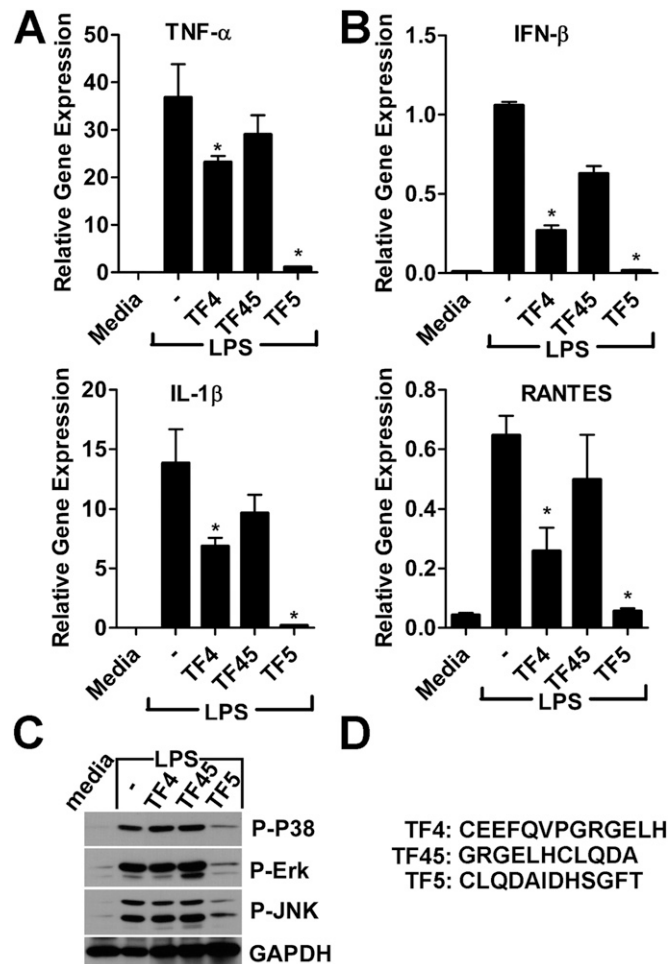 A
TNF-α
Relative Gene Expression
50
40
30
20
10
0
Media
-
TF4
TF45
TF5
LPS
*
*
B
IFN-β
Relative Gene Expression
1.5
1.0
0.5
0.0
Media
-
TF4
TF45
TF5
LPS
*
*
IL-1β
Relative Gene Expression
20
15
10
5
0
Media
-
TF4
TF45
TF5
LPS
*
*
RANTES
Relative Gene Expression
0.8
0.6
0.4
0.2
0.0
Media
-
TF4
TF45
TF5
LPS
*
*
C
LPS
media
-
TF4
TF45
TF5
P-P38
P-Erk
P-JNK
GAPDH
D
TF4: CEEFQVPGRGELH
TF45: GRGELHCLQDA
TF5: CLQDAIDHSGFT